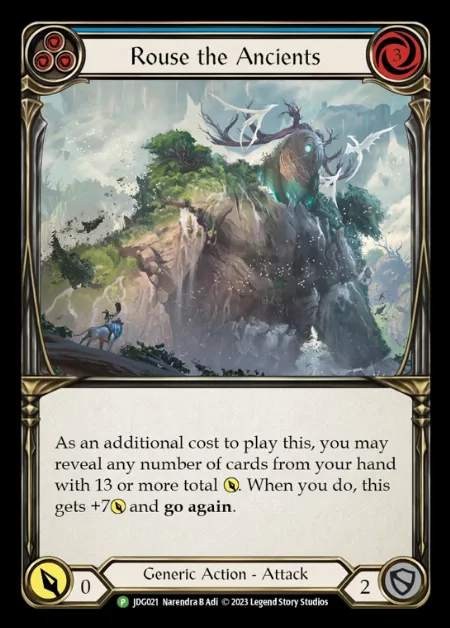 Rouse the Ancients
3
As an additional cost to play this, you may
reveal any number of cards from your hand
with 13 or more total . When you do, this
gets +7 and go again.
0
Generic Action - Attack
2
P JDG021 Narendra B Adi © 2023 Legend Story Studios